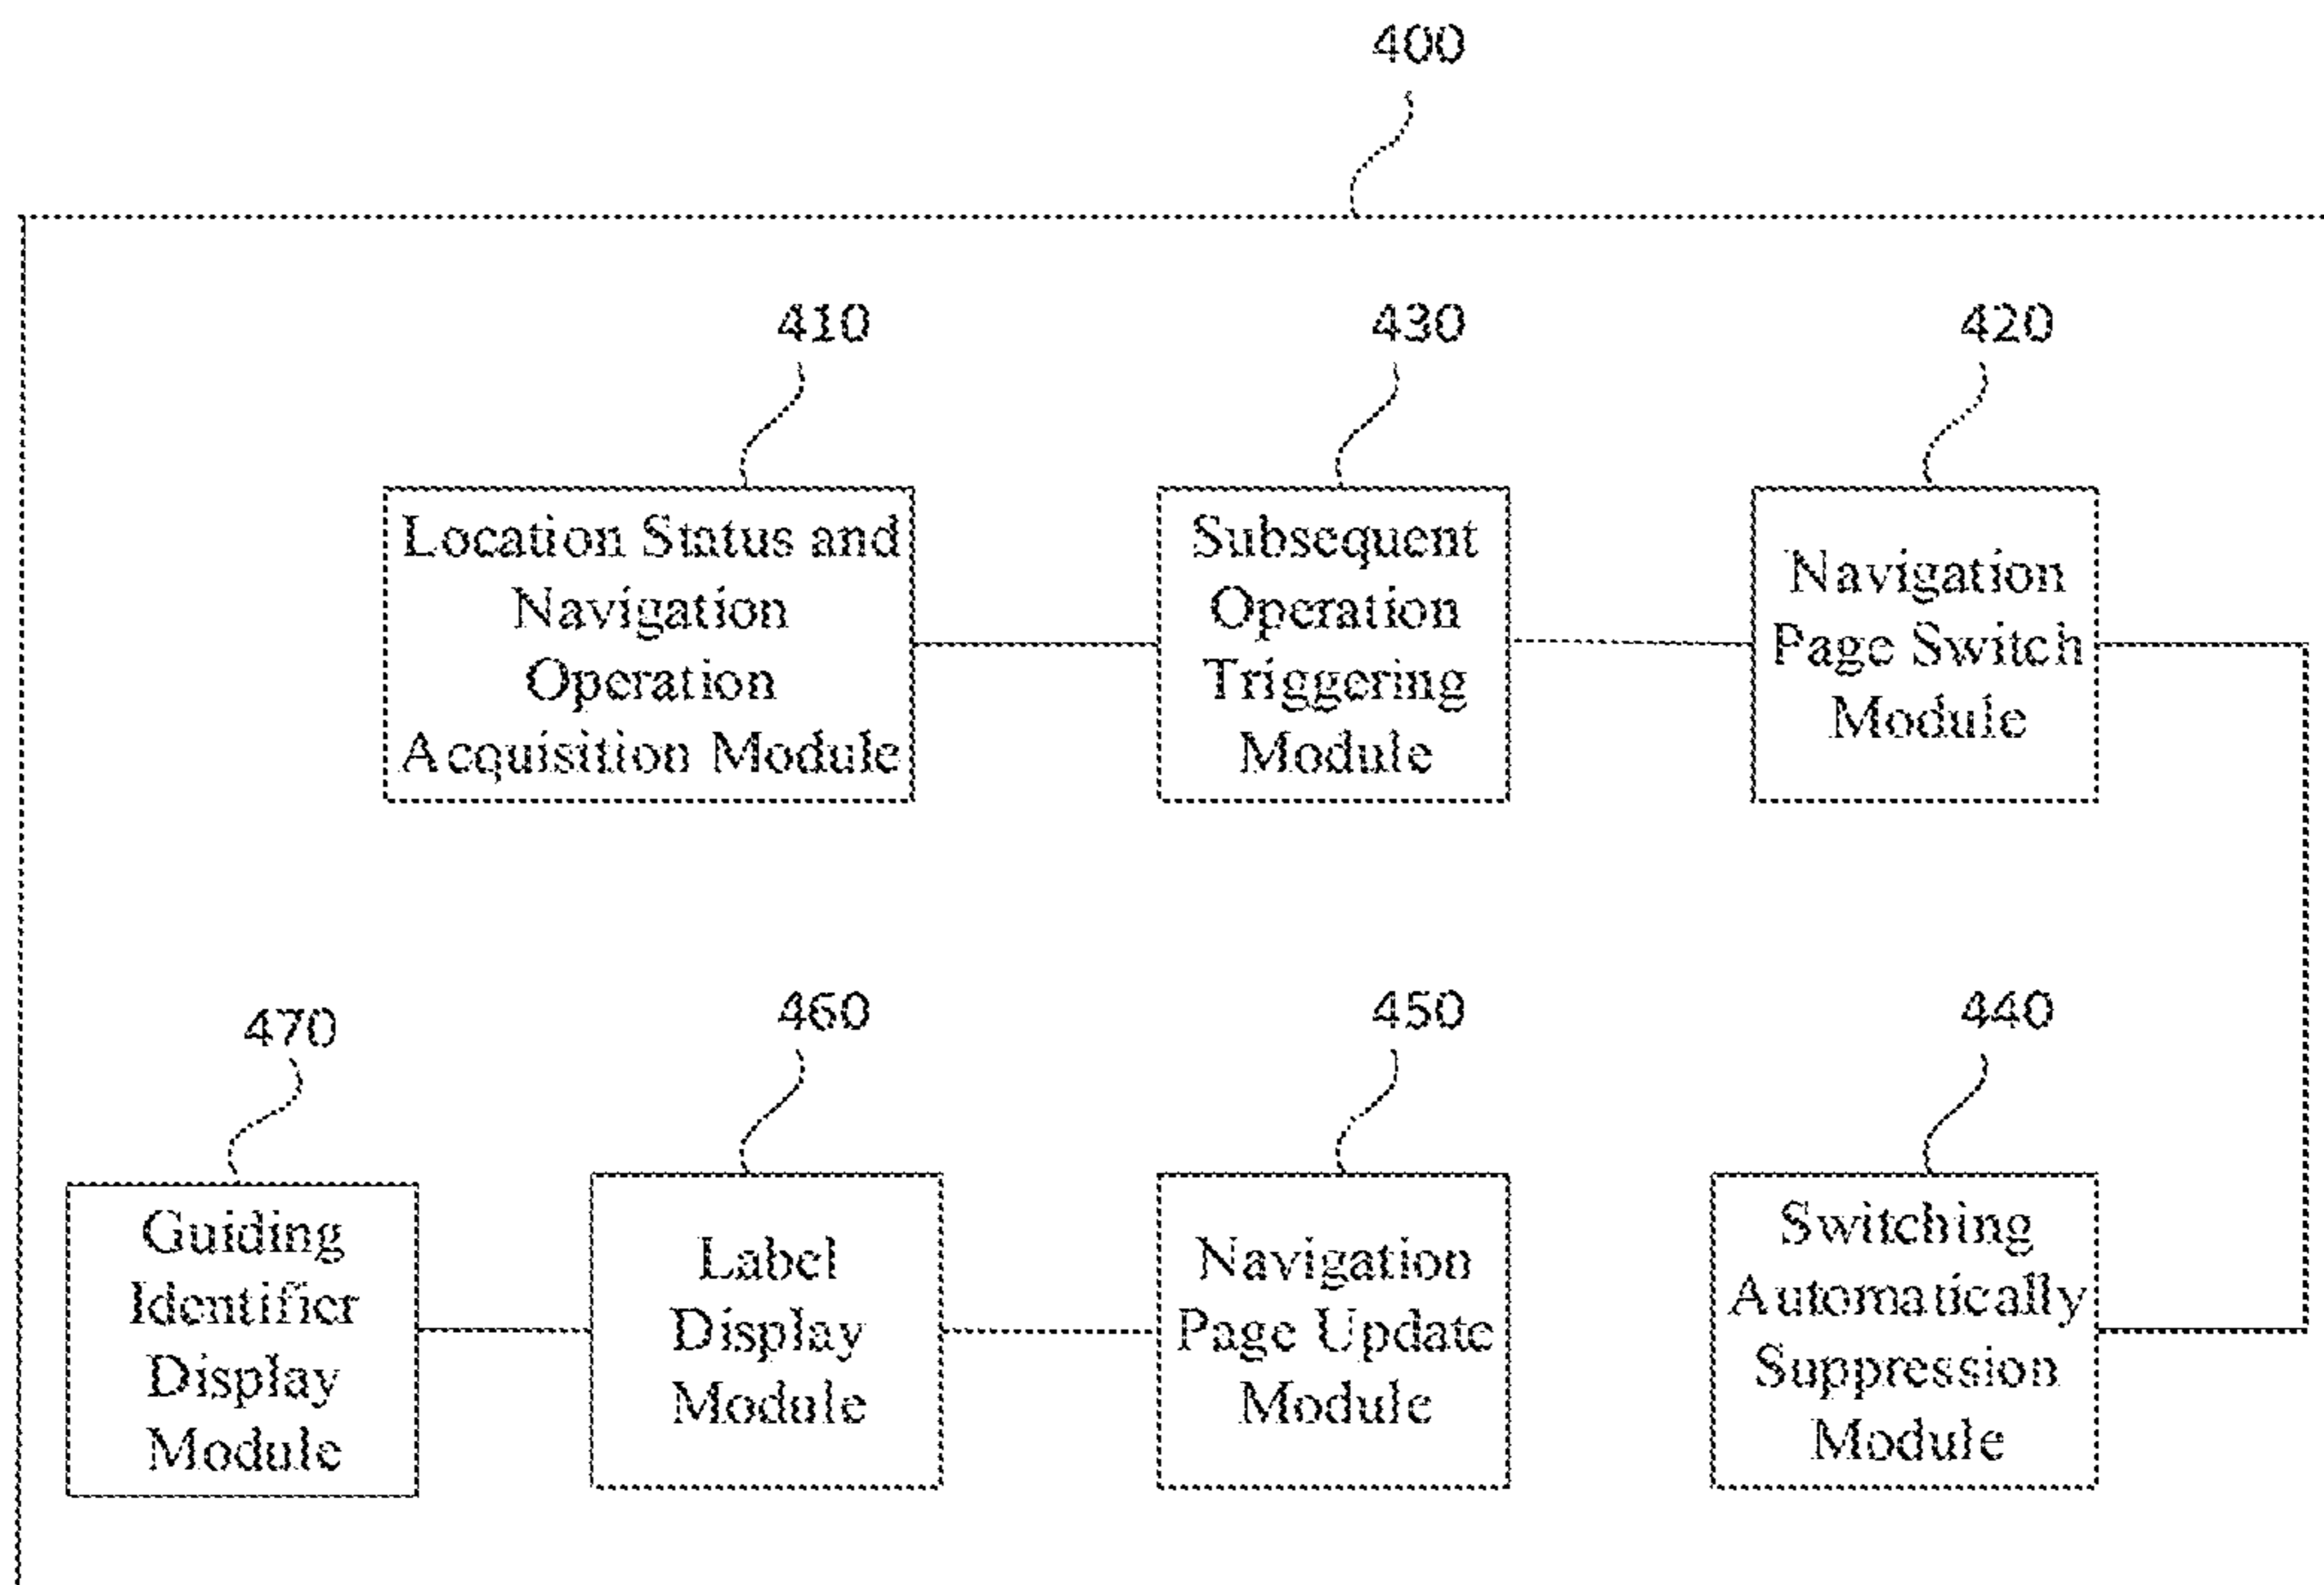 400
410
430
420
Location Status and
Navigation
Operation
Acquisition Module
Subsequent
Operation
Triggering
Module
Navigation
Page Switch
Module
470
460
450
440
Guiding
Identifier
Display
Module
Label
Display
Module
Navigation
Page Update
Module
Switching
Automatically
Suppression
Module